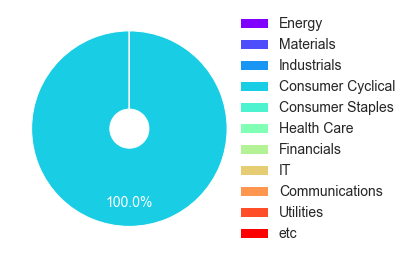 Energy
Materials
Industrials
Consumer Cyclical
Consumer Staples
Health Care
Financials
IT
Communications
Utilities
etc
100.0%